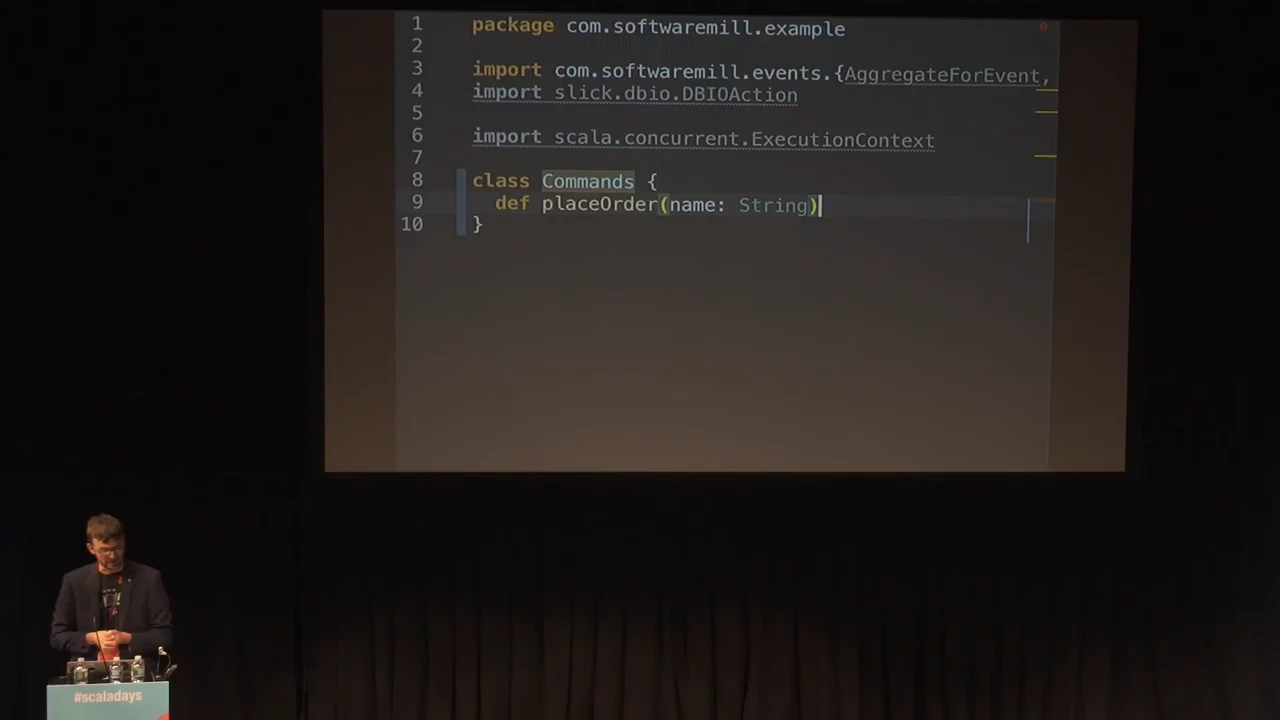 1 package com.softwaremill.example
2
3 import com.softwaremill.events.{AggregateForEvent,
4 import slick.dbio.DBIOAction
5
6 import scala.concurrent.ExecutionContext
7
8 class Commands {
9 def placeOrder(name: String)
10 }
#scaladays